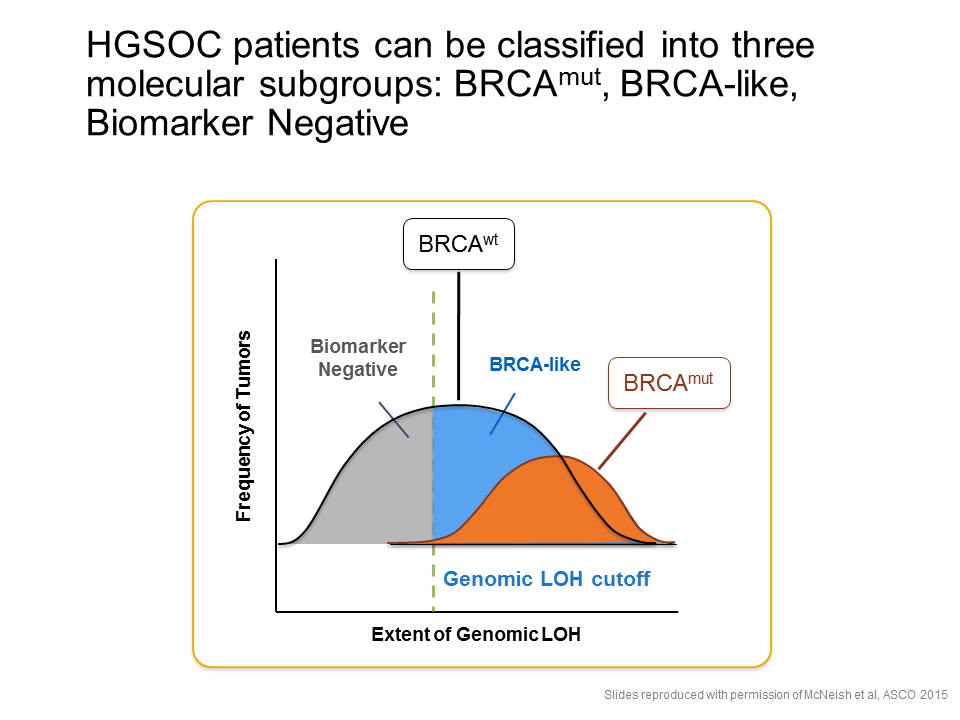 HGSOC patients can be classified into three
molecular subgroups: BRCAmut, BRCA-like,
Biomarker Negative
BRCAwt
Biomarker
Negative
BRCA-like
BRCAmut
Frequency of Tumors
Genomic LOH cutoff
Extent of Genomic LOH
Slides reproduced with permission of McNeish et al, ASCO 2015